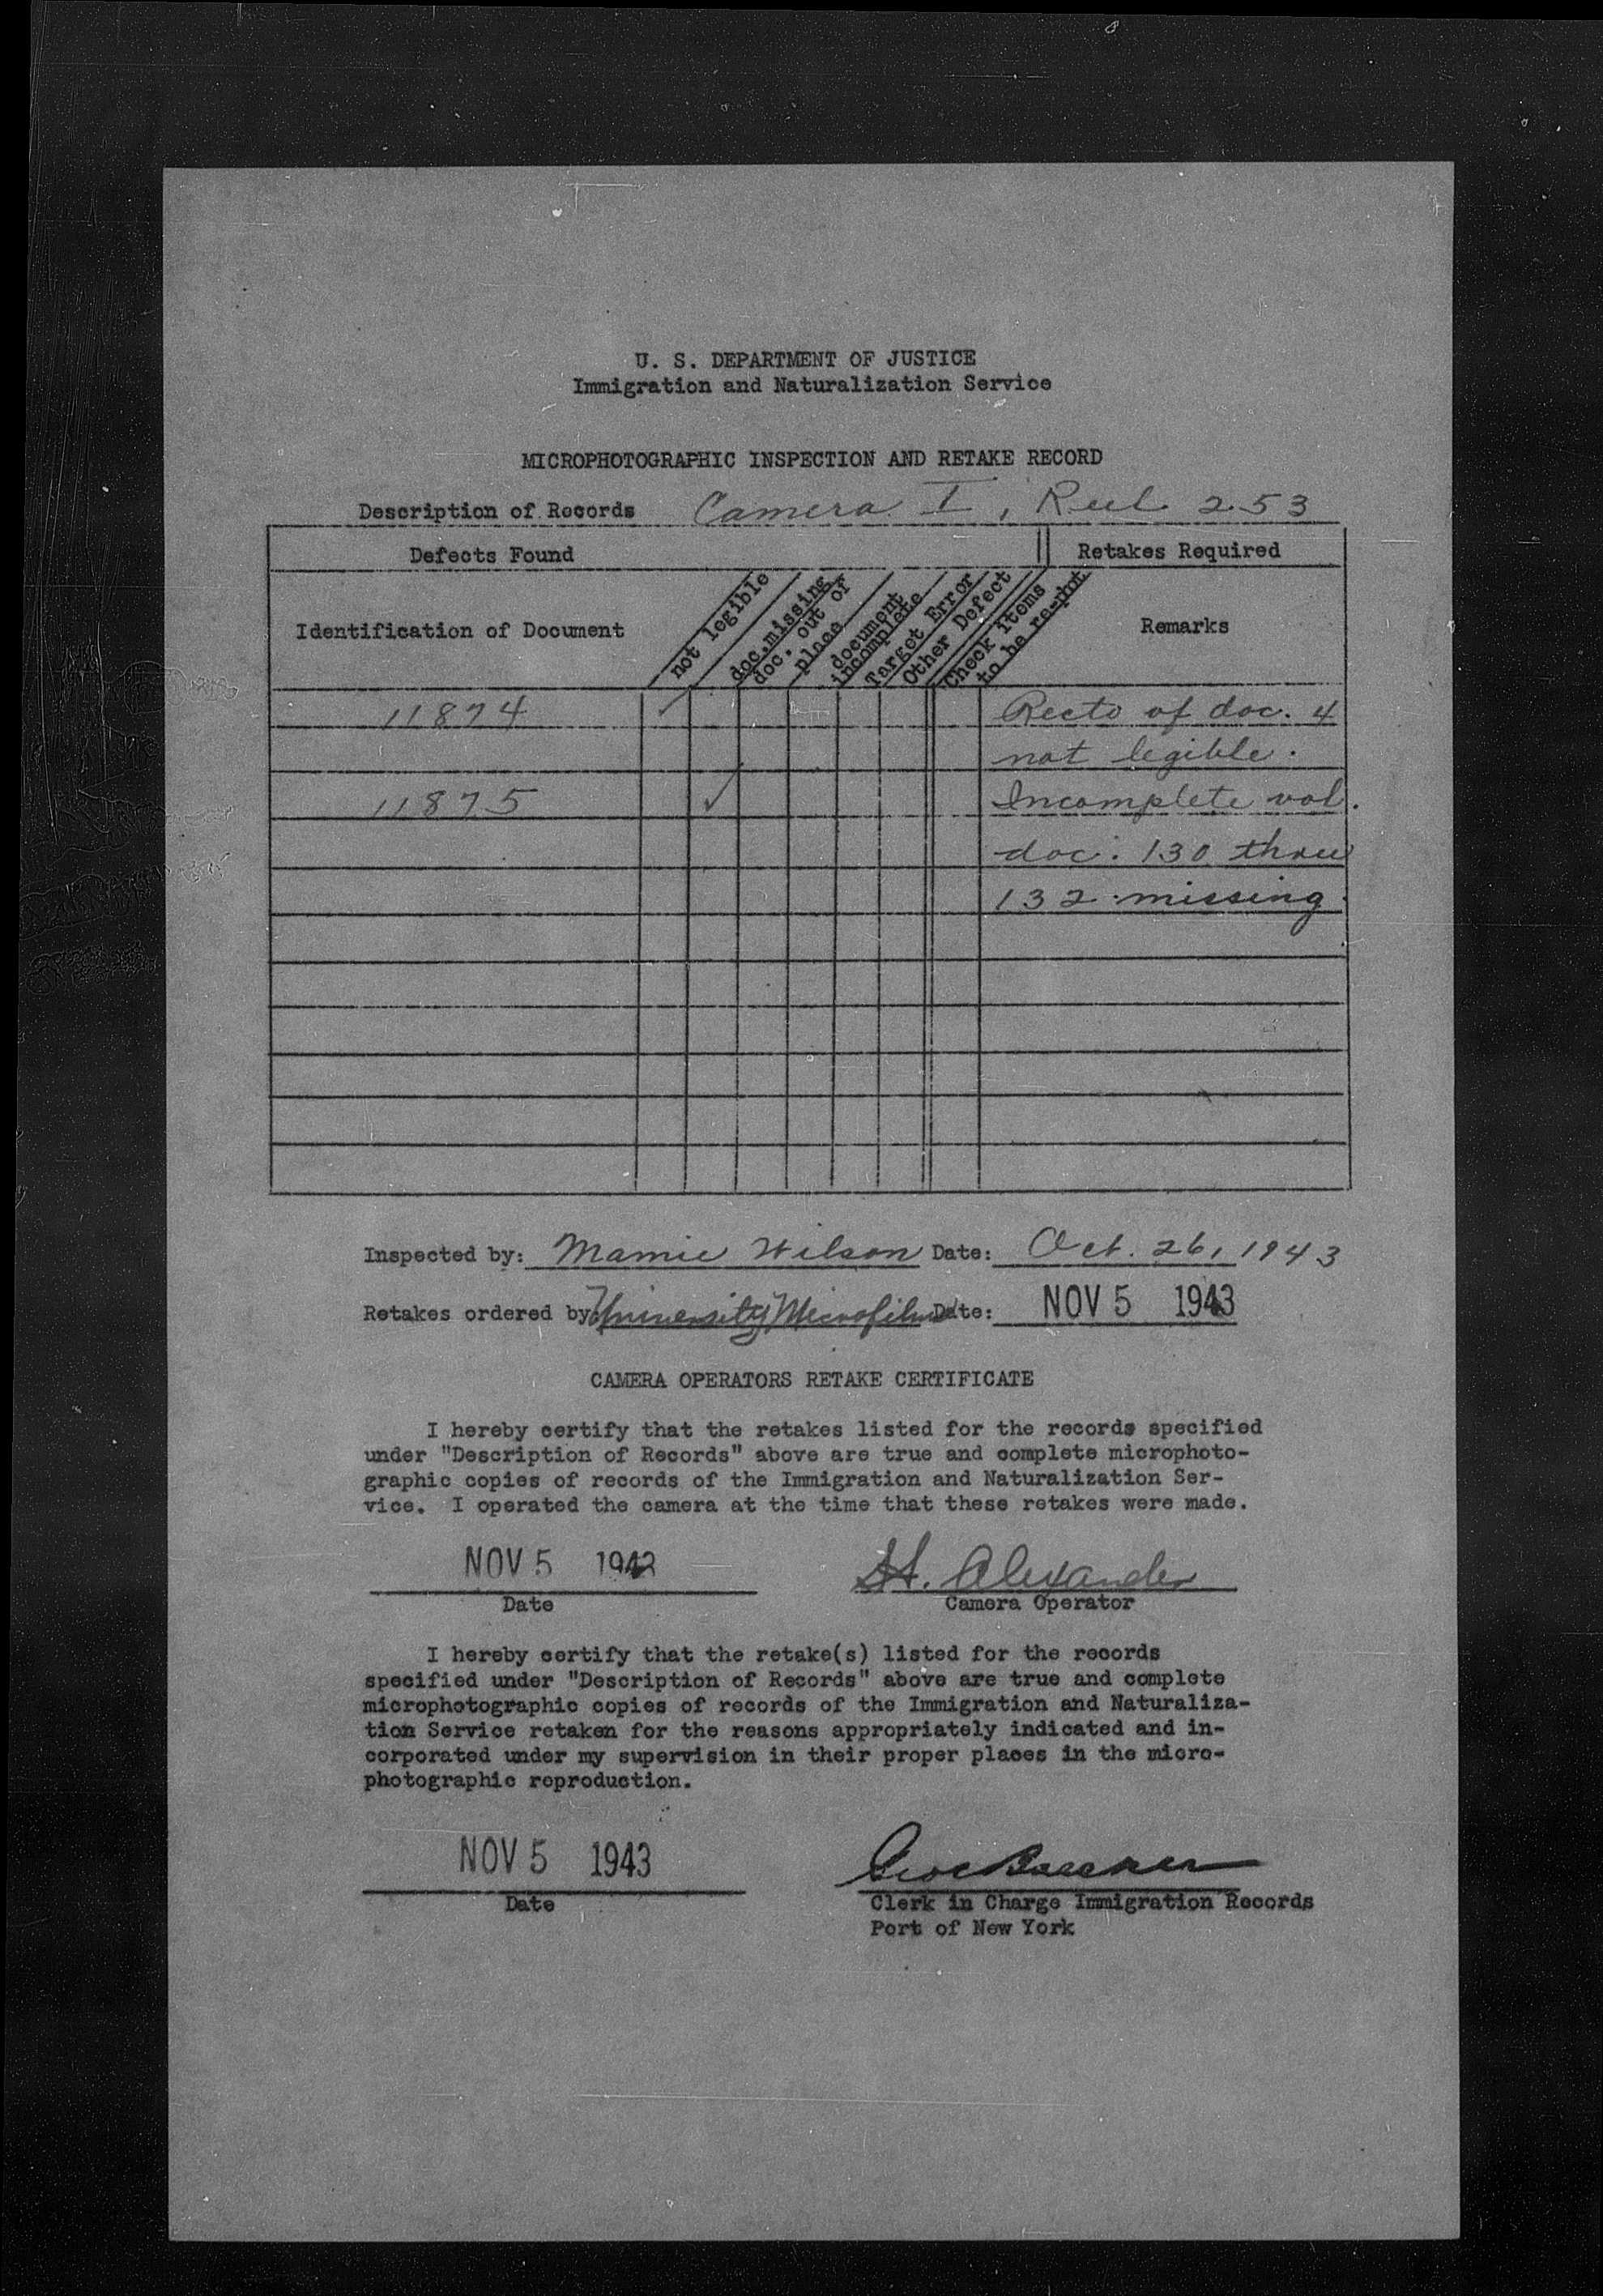 U. S. DEPARTMENT OF JUSTICE
Immigration and Naturalization Service
MICROPHOTOGRAPHIC INSPECTION AND RETAKE RECORD
Description of Records Camera I, Reel 253
Defects Found Retakes Required
Identification of Document
not legible
doc. missing
doc. out of
place
document
incomplete
Target Error
Other Defect
Check items
to be re-phot
Remarks
11874 ✓ Recto of doc. 4
not legible.
11875 ✓ Incomplete vol.
doc. 130 thru
132 missing.
Inspected by: Mamie Wilson Date: Oct. 26, 1943
Retakes ordered by: University Microfilms Date: NOV 5 1943
CAMERA OPERATORS RETAKE CERTIFICATE
I hereby certify that the retakes listed for the records specified
under "Description of Records" above are true and complete microphoto-
graphic copies of records of the Immigration and Naturalization Ser-
vice. I operated the camera at the time that these retakes were made.
NOV 5 1943 H. Alexander
Date Camera Operator
I hereby certify that the retake(s) listed for the records
specified under "Description of Records" above are true and complete
microphotographic copies of records of the Immigration and Naturaliza-
tion Service retaken for the reasons appropriately indicated and in-
corporated under my supervision in their proper places in the micro-
photographic reproduction.
NOV 5 1943
Date Clerk in Charge Immigration Records
Port of New York